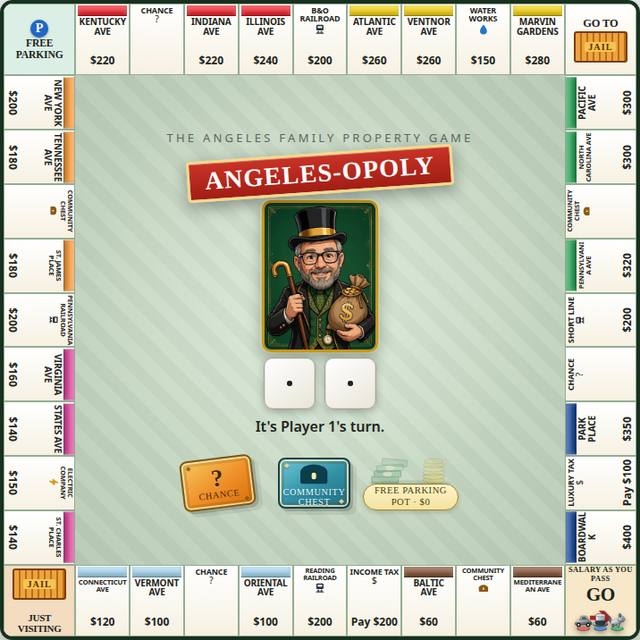 P
FREE
PARKING
KENTUCKY
AVE
$220
CHANCE
?
INDIANA
AVE
$220
ILLINOIS
AVE
$240
B&O
RAILROAD
$200
ATLANTIC
AVE
$260
VENTNOR
AVE
$260
WATER
WORKS
$150
MARVIN
GARDENS
$280
GO TO
JAIL
NEW YORK
AVE
$200
TENNESSEE
AVE
$180
COMMUNITY
CHEST
ST. JAMES
PLACE
$180
PENNSYLVANIA
RAILROAD
$200
VIRGINIA
AVE
$160
STATES AVE
$140
ELECTRIC
COMPANY
$150
ST. CHARLES
PLACE
$140
THE ANGELES FAMILY PROPERTY GAME
ANGELES-OPOLY
$
It's Player 1's turn.
?
CHANCE
COMMUNITY
CHEST
FREE PARKING
POT · $0
PACIFIC
AVE
$300
NORTH
CAROLINA AVE
$300
COMMUNITY
CHEST
PENNSYLVANI
A AVE
$320
SHORT LINE
$200
CHANCE
?
PARK
PLACE
$350
LUXURY TAX
$
Pay $100
BOARDWAL
K
$400
JAIL
JUST
VISITING
CONNECTICUT
AVE
$120
VERMONT
AVE
$100
CHANCE
?
ORIENTAL
AVE
$100
READING
RAILROAD
$200
INCOME TAX
$
Pay $200
BALTIC
AVE
$60
COMMUNITY
CHEST
MEDITERRANE
AN AVE
$60
SALARY AS YOU
PASS
GO